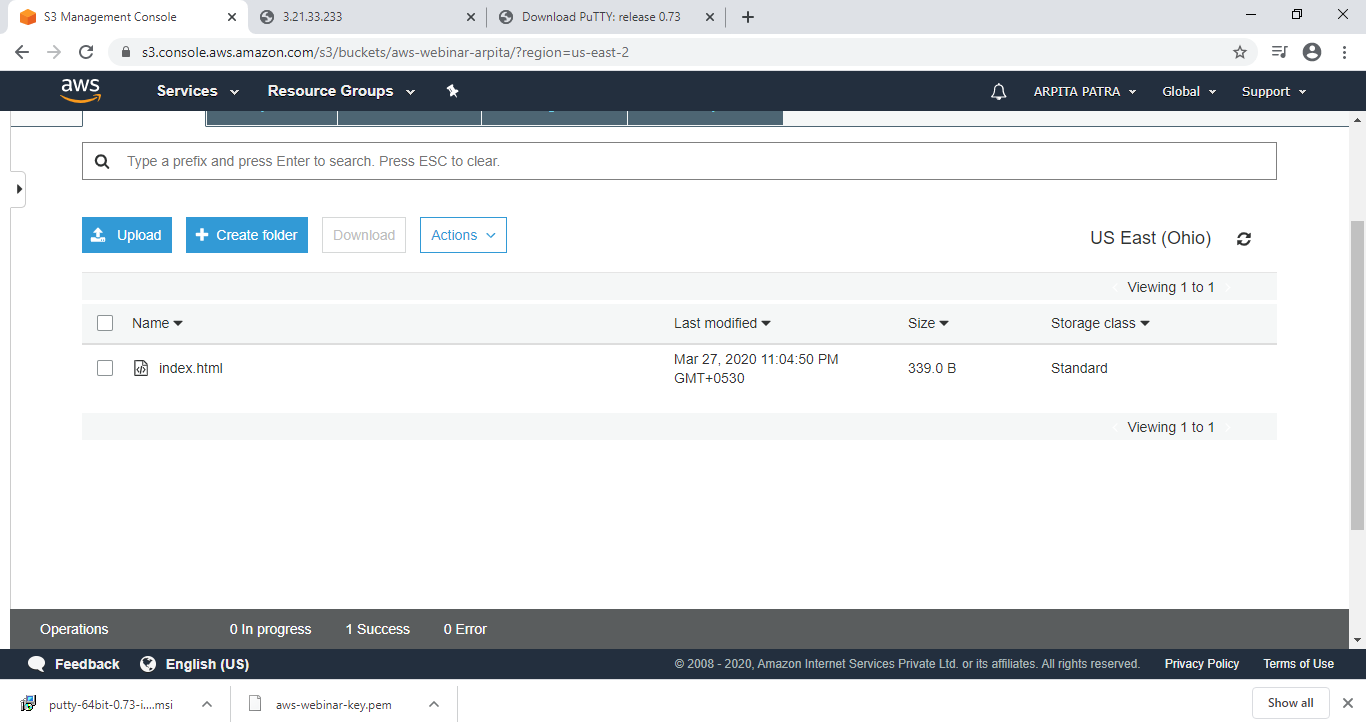 S3 Management Console
3.21.33.233
Download PuTTY: release 0.73
s3.console.aws.amazon.com/s3/buckets/aws-webinar-arpita/?region=us-east-2
aws Services Resource Groups ARPITA PATRA Global Support
Type a prefix and press Enter to search. Press ESC to clear.
Upload Create folder Download Actions US East (Ohio)
Viewing 1 to 1
Name Last modified Size Storage class
index.html Mar 27, 2020 11:04:50 PM GMT+0530 339.0 B Standard
Viewing 1 to 1
Operations 0 In progress 1 Success 0 Error
Feedback English (US) © 2008 - 2020, Amazon Internet Services Private Ltd. or its affiliates. All rights reserved. Privacy Policy Terms of Use
putty-64bit-0.73-i....msi aws-webinar-key.pem Show all